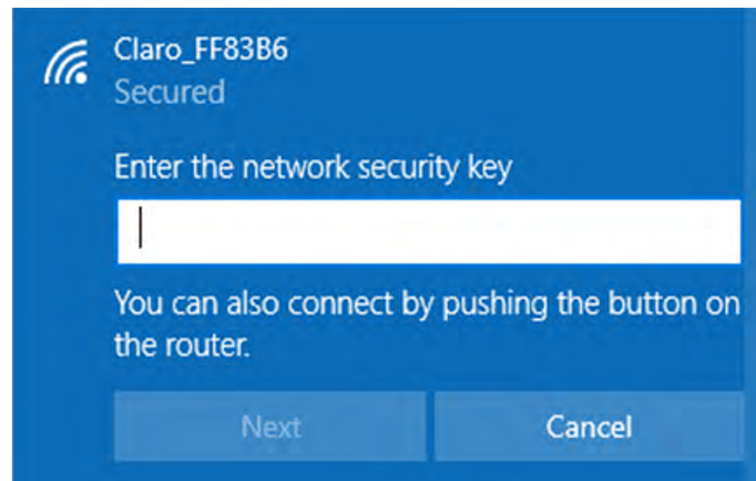 Claro_FF83B6
Secured
Enter the network security key
You can also connect by pushing the button on
the router.
Next
Cancel